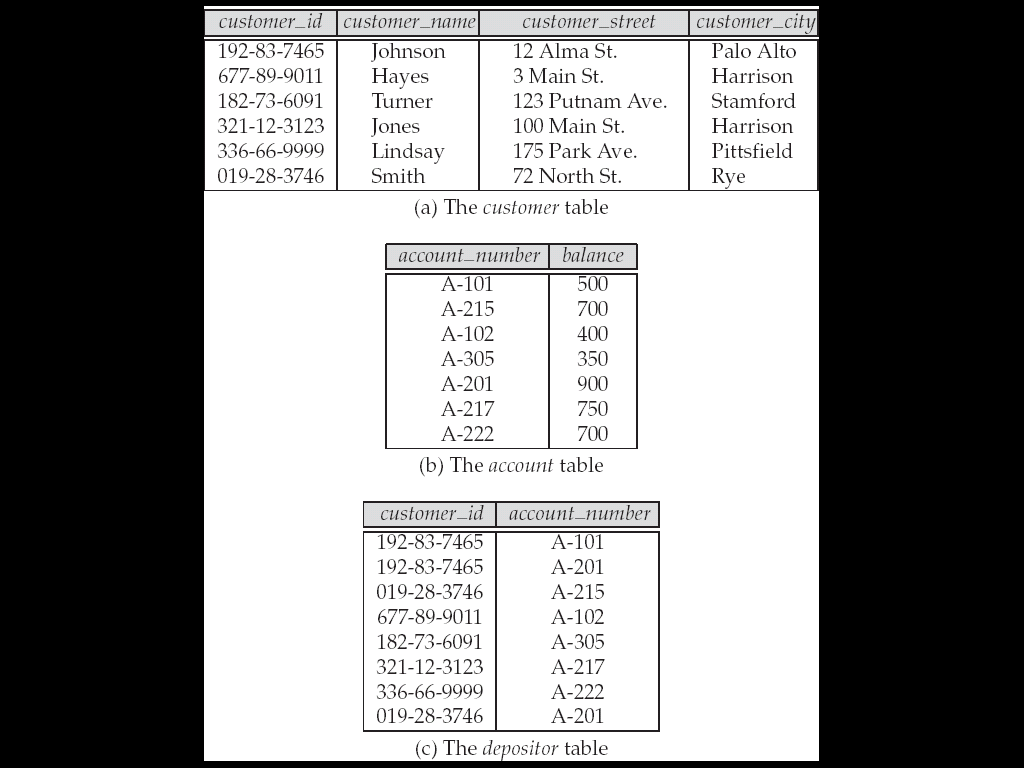 customer_id customer_name customer_street customer_city
192-83-7465 Johnson 12 Alma St. Palo Alto
677-89-9011 Hayes 3 Main St. Harrison
182-73-6091 Turner 123 Putnam Ave. Stamford
321-12-3123 Jones 100 Main St. Harrison
336-66-9999 Lindsay 175 Park Ave. Pittsfield
019-28-3746 Smith 72 North St. Rye
(a) The customer table
account_number balance
A-101 500
A-215 700
A-102 400
A-305 350
A-201 900
A-217 750
A-222 700
(b) The account table
customer_id account_number
192-83-7465 A-101
192-83-7465 A-201
019-28-3746 A-215
677-89-9011 A-102
182-73-6091 A-305
321-12-3123 A-217
336-66-9999 A-222
019-28-3746 A-201
(c) The depositor table